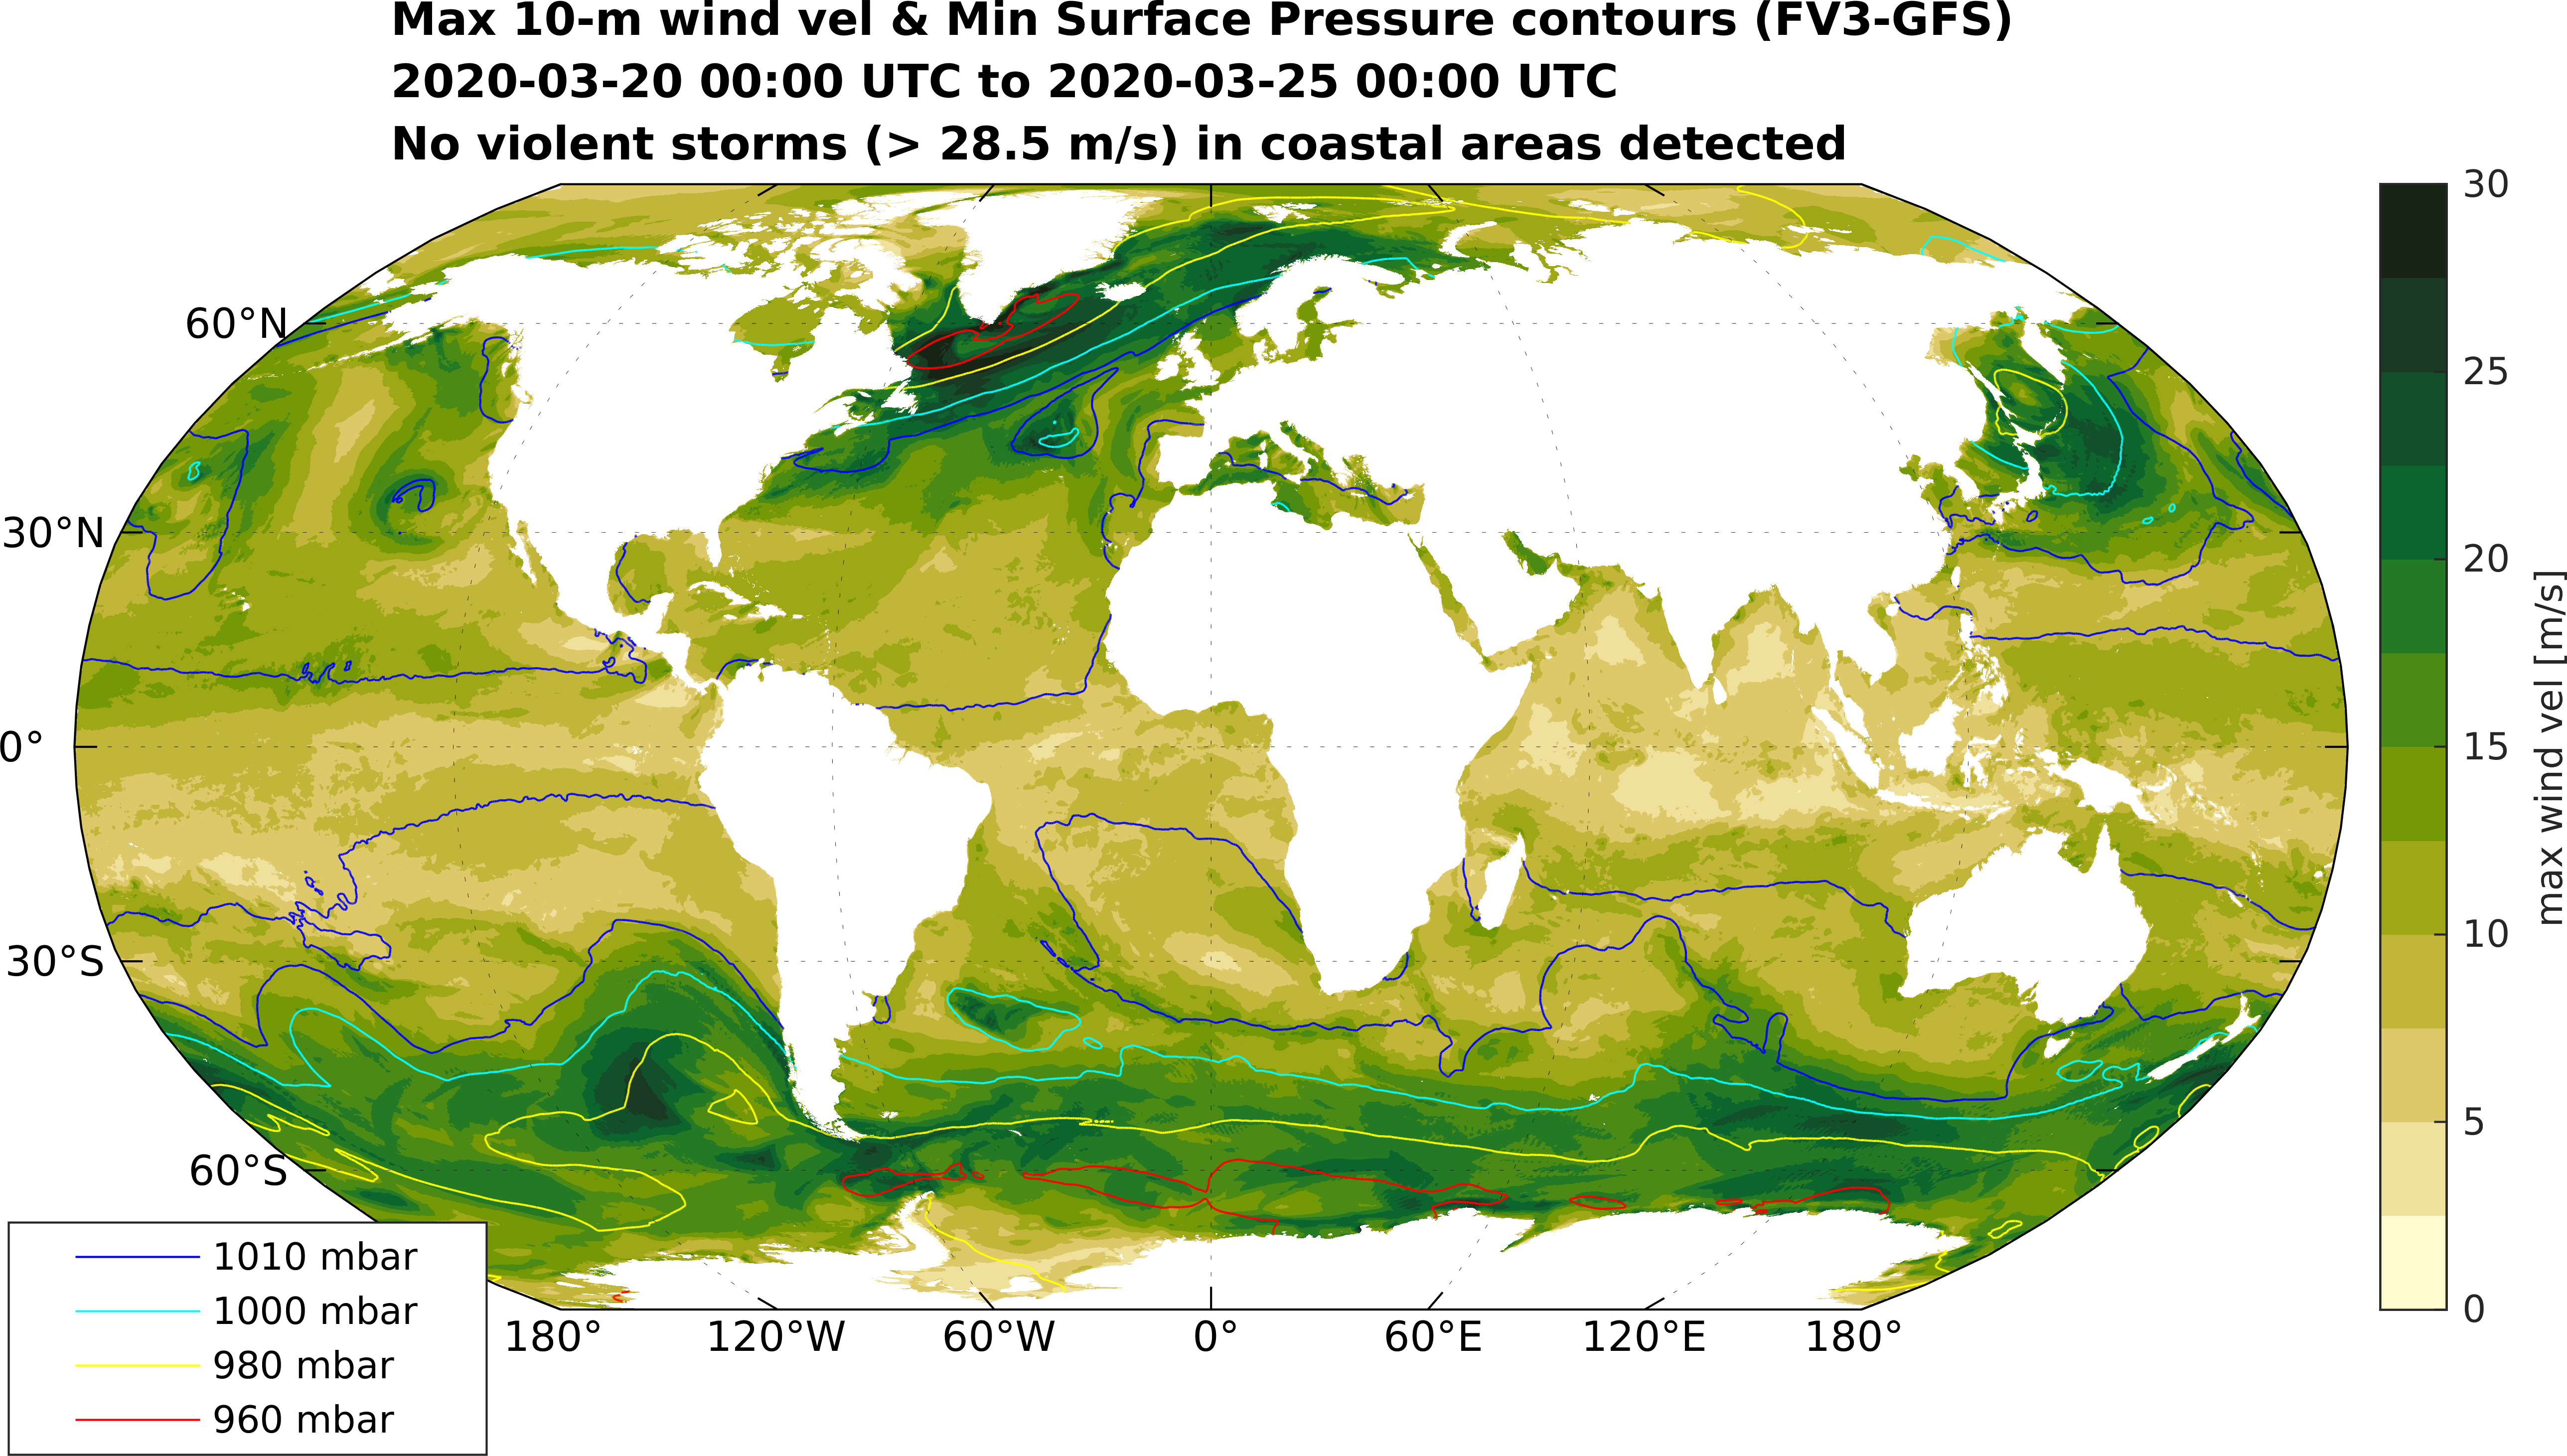 Max 10-m wind vel & Min Surface Pressure contours (FV3-GFS)
2020-03-20 00:00 UTC to 2020-03-25 00:00 UTC
No violent storms (> 28.5 m/s) in coastal areas detected
60°N
30°N
0°
30°S
60°S
180°
120°W
60°W
0°
60°E
120°E
180°
1010 mbar
1000 mbar
980 mbar
960 mbar
30
25
20
15
10
5
0
max wind vel [m/s]